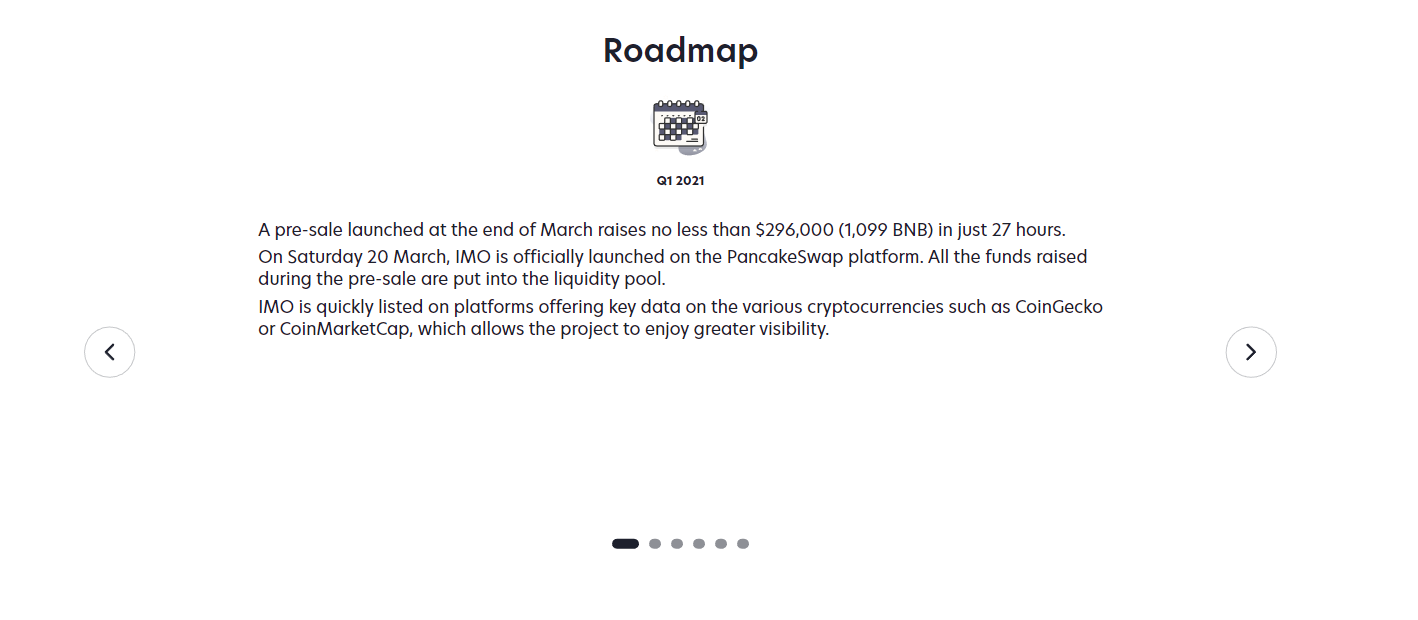 Roadmap
02
Q1 2021
A pre-sale launched at the end of March raises no less than $296,000 (1,099 BNB) in just 27 hours.
On Saturday 20 March, IMO is officially launched on the PancakeSwap platform. All the funds raised
during the pre-sale are put into the liquidity pool.
IMO is quickly listed on platforms offering key data on the various cryptocurrencies such as CoinGecko
or CoinMarketCap, which allows the project to enjoy greater visibility.